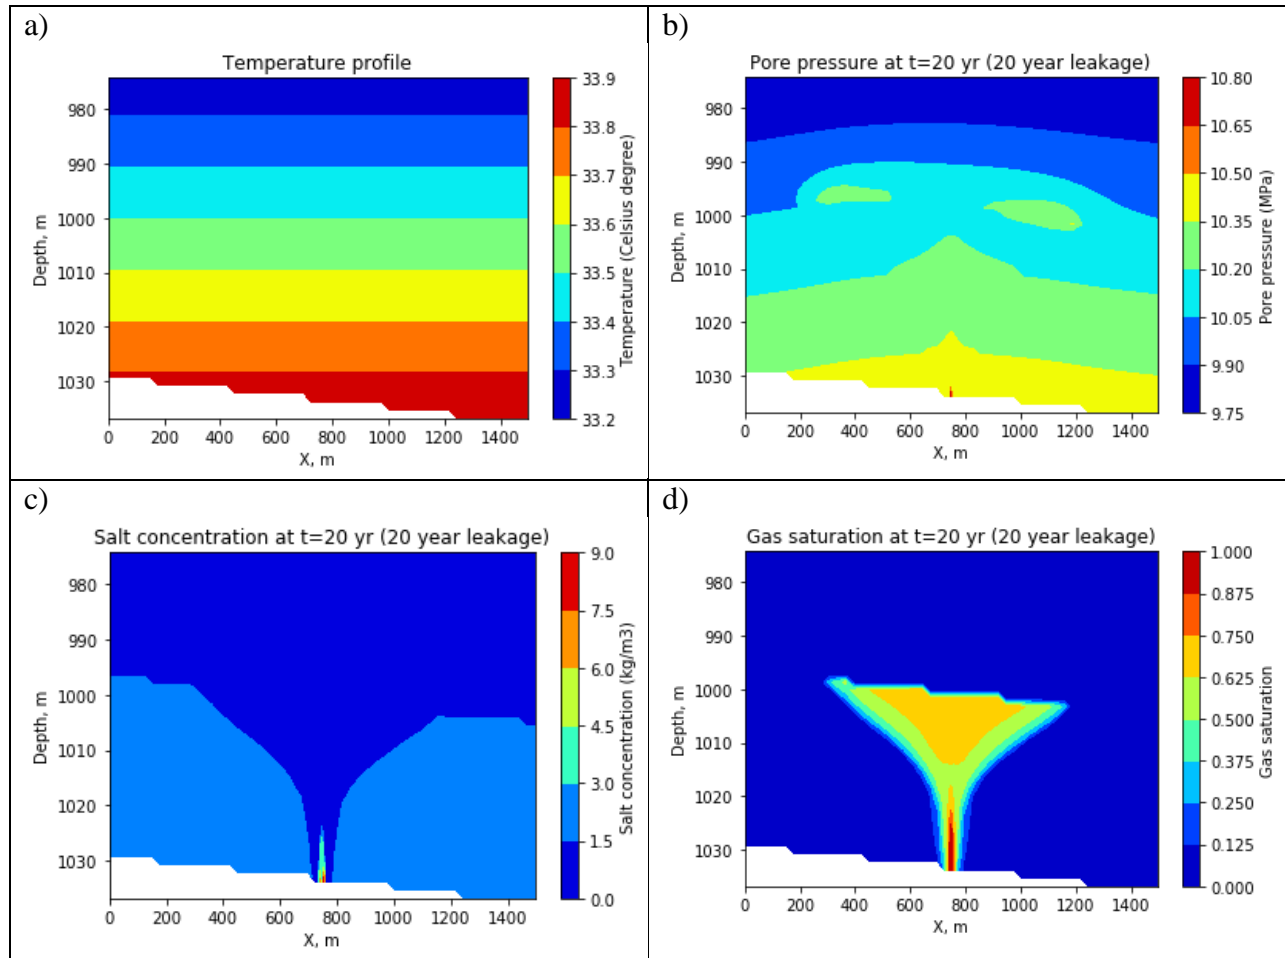 a)
Temperature profile
980
990
1000
1010
1020
1030
Depth, m
0 200 400 600 800 1000 1200 1400
X, m
33.9
33.8
33.7
33.6
33.5
33.4
33.3
33.2
Temperature (Celsius degree)
b)
Pore pressure at t=20 yr (20 year leakage)
980
990
1000
1010
1020
1030
Depth, m
0 200 400 600 800 1000 1200 1400
X, m
10.80
10.65
10.50
10.35
10.20
10.05
9.90
9.75
Pore pressure (MPa)
c)
Salt concentration at t=20 yr (20 year leakage)
980
990
1000
1010
1020
1030
Depth, m
0 200 400 600 800 1000 1200 1400
X, m
9.0
7.5
6.0
4.5
3.0
1.5
0.0
Salt concentration (kg/m3)
d)
Gas saturation at t=20 yr (20 year leakage)
980
990
1000
1010
1020
1030
Depth, m
0 200 400 600 800 1000 1200 1400
X, m
1.000
0.875
0.750
0.625
0.500
0.375
0.250
0.125
0.000
Gas saturation